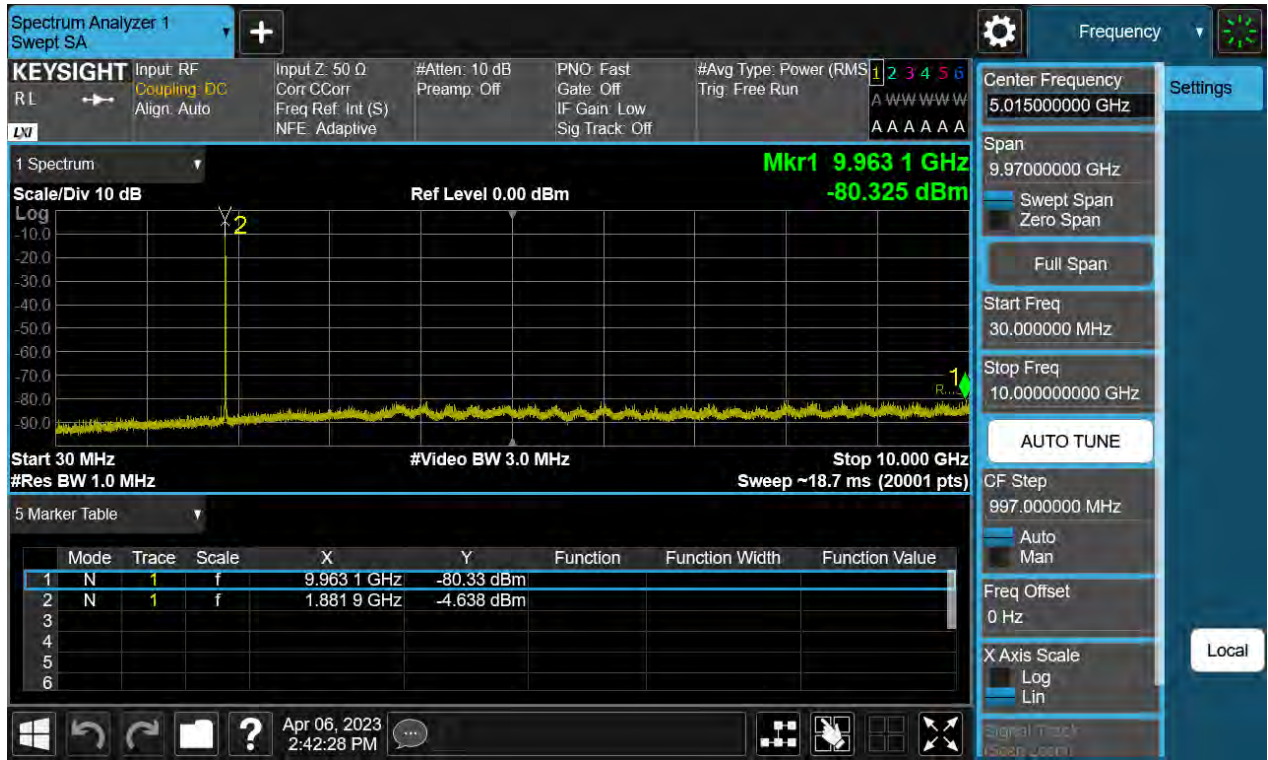 Spectrum Analyzer 1
Swept SA
+
Frequency
KEYSIGHT
RL
LXI
Input: RF
Coupling: DC
Align: Auto
Input Z: 50 Ω
Corr CCorr
Freq Ref: Int (S)
NFE: Adaptive
#Atten: 10 dB
Preamp: Off
PNO: Fast
Gate: Off
IF Gain: Low
Sig Track: Off
#Avg Type: Power (RMS
Trig: Free Run
1 2 3 4 5 6
A W W W W W
A A A A A A
1 Spectrum
Mkr1 9.963 1 GHz
Scale/Div 10 dB
Ref Level 0.00 dBm
-80.325 dBm
Log
2
-10.0
-20.0
-30.0
-40.0
-50.0
-60.0
-70.0
1
R...S
-80.0
-90.0
Start 30 MHz
#Video BW 3.0 MHz
Stop 10.000 GHz
#Res BW 1.0 MHz
Sweep ~18.7 ms (20001 pts)
5 Marker Table
Mode Trace Scale X Y Function Function Width Function Value
1 N 1 f 9.963 1 GHz -80.33 dBm
2 N 1 f 1.881 9 GHz -4.638 dBm
3
4
5
6
?
Apr 06, 2023
2:42:28 PM
Center Frequency
5.015000000 GHz
Settings
Span
9.97000000 GHz
Swept Span
Zero Span
Full Span
Start Freq
30.000000 MHz
Stop Freq
10.000000000 GHz
AUTO TUNE
CF Step
997.000000 MHz
Auto
Man
Freq Offset
0 Hz
X Axis Scale
Log
Lin
Local
Signal Track
(Span Zoom)